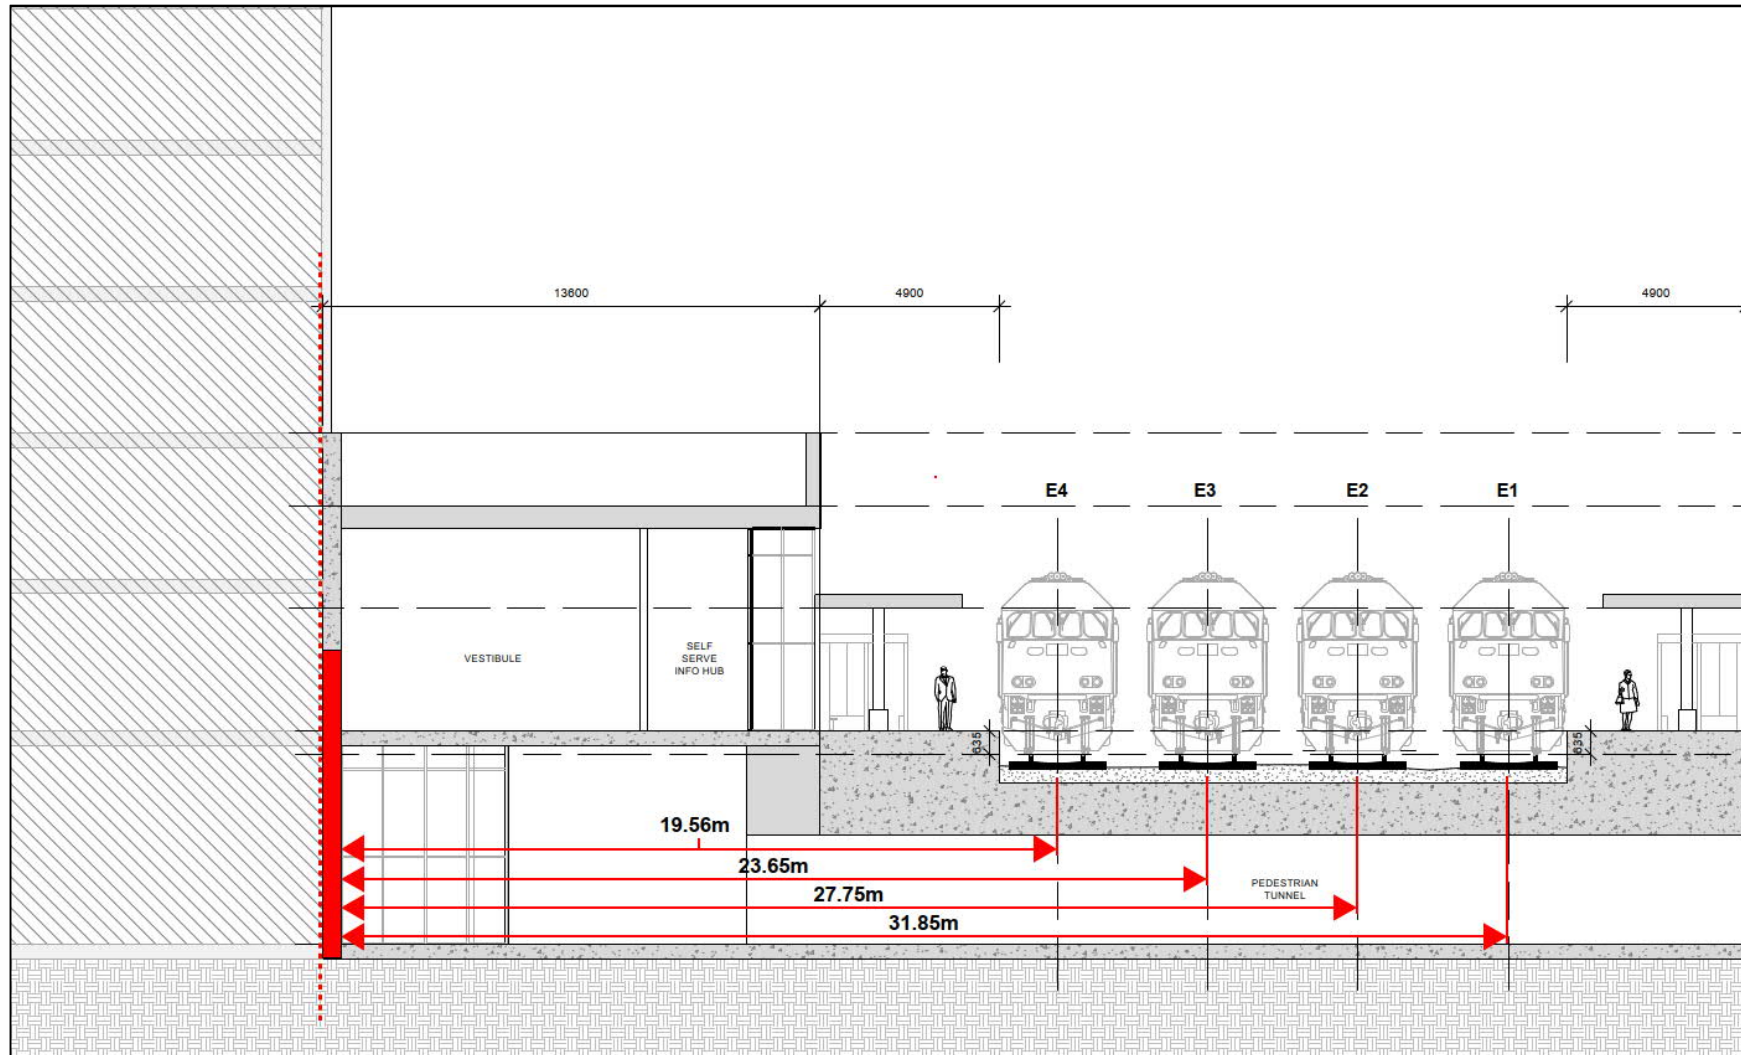 13600
4900
4900
E4
E3
E2
E1
VESTIBULE
SELF
SERVE
INFO HUB
635
635
19.56m
23.65m
27.75m
31.85m
PEDESTRIAN
TUNNEL